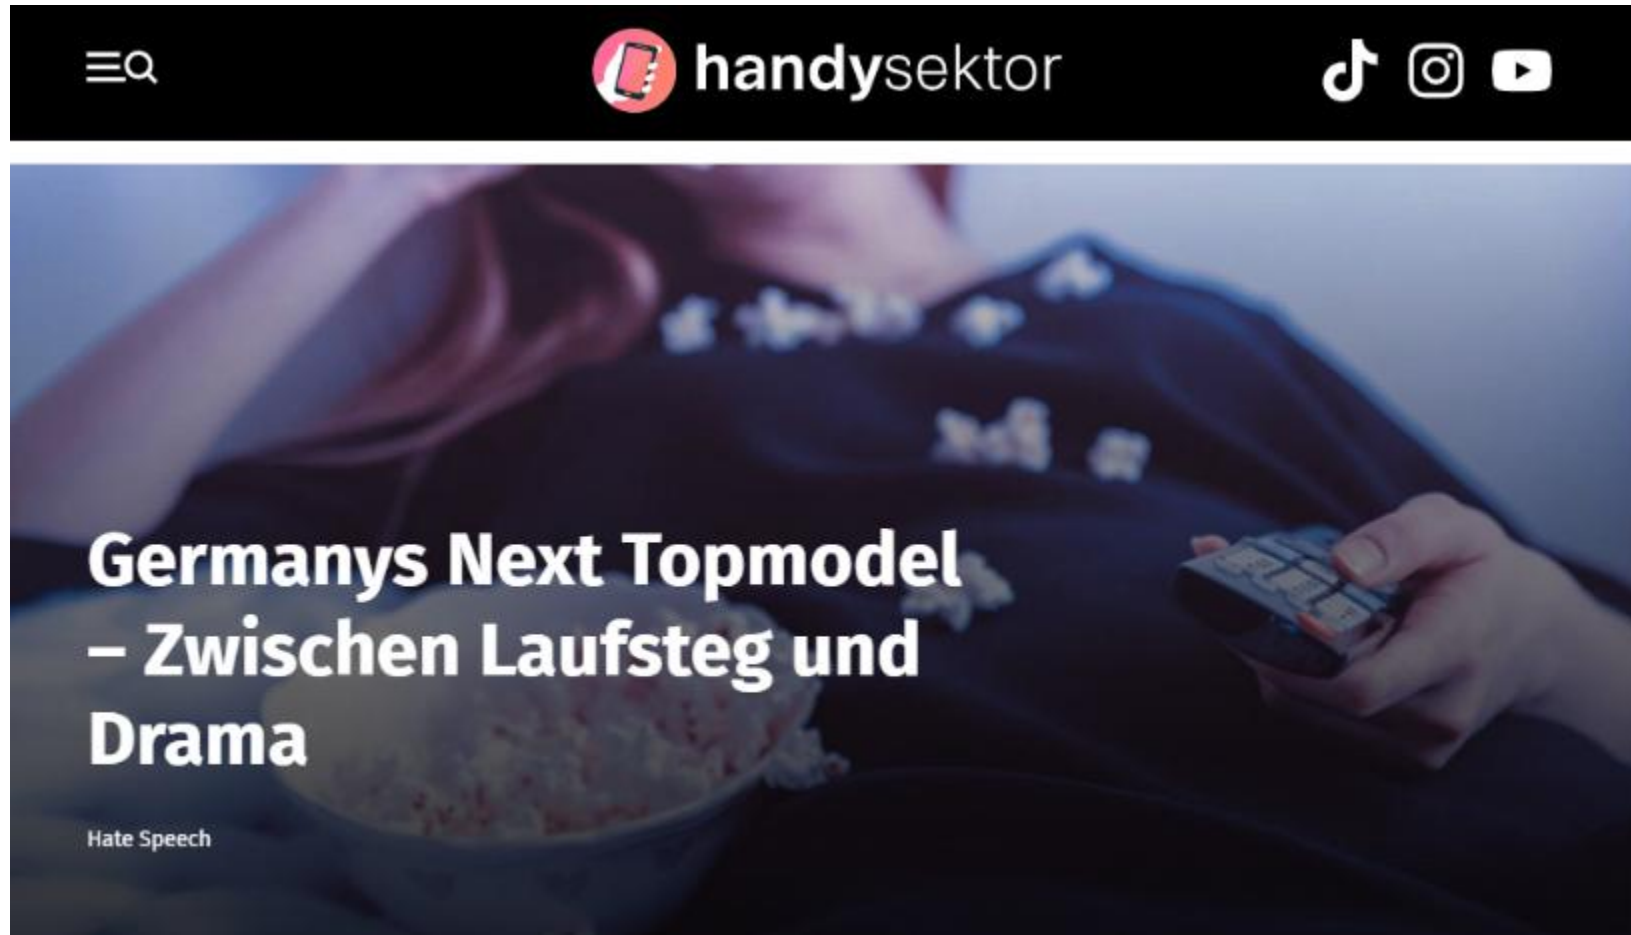 handysektor
Germanys Next Topmodel
– Zwischen Laufsteg und
Drama
Hate Speech